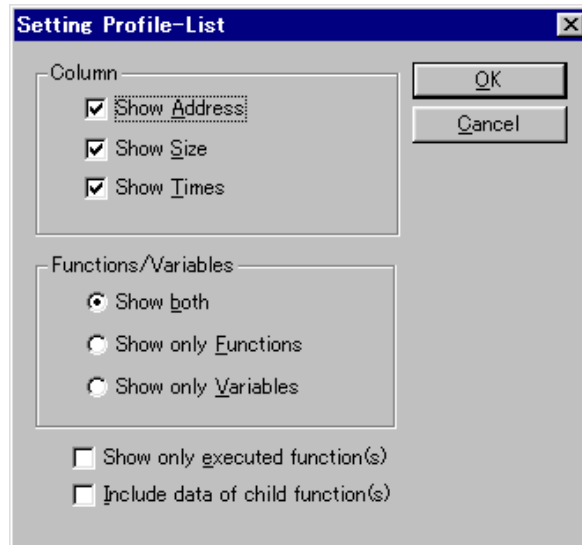 Setting Profile-List
Column
Show Address
Show Size
Show Times
OK
Cancel
Functions/Variables
Show both
Show only Functions
Show only Variables
Show only executed function(s)
Include data of child function(s)